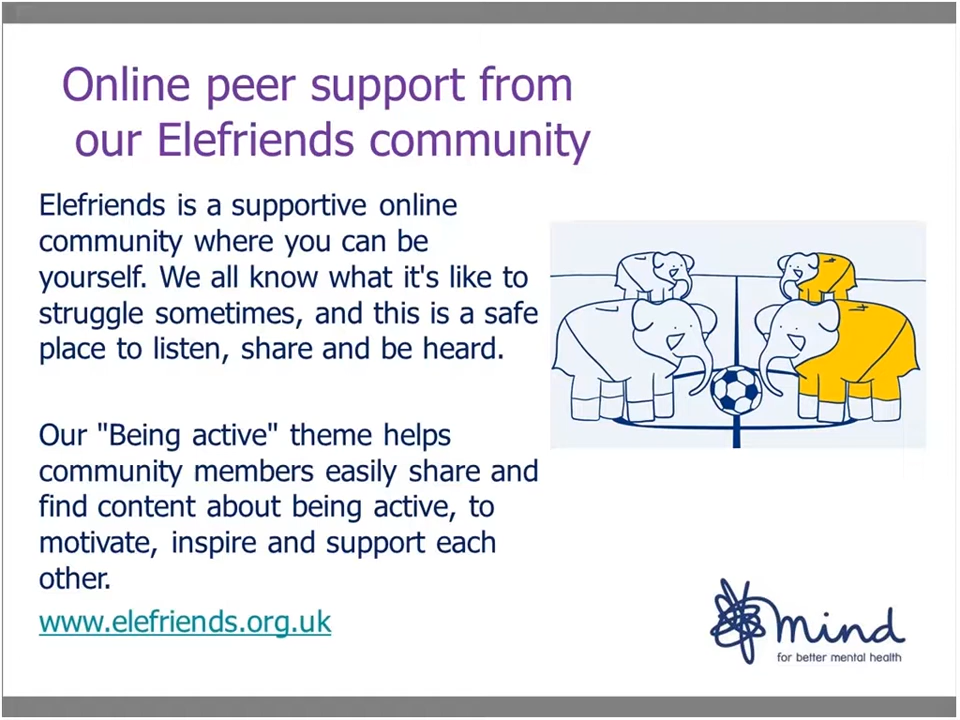 Online peer support from
our Elefriends community
Elefriends is a supportive online
community where you can be
yourself. We all know what it's like to
struggle sometimes, and this is a safe
place to listen, share and be heard.
Our "Being active" theme helps
community members easily share and
find content about being active, to
motivate, inspire and support each
other.
www.elefriends.org.uk
mind
for better mental health